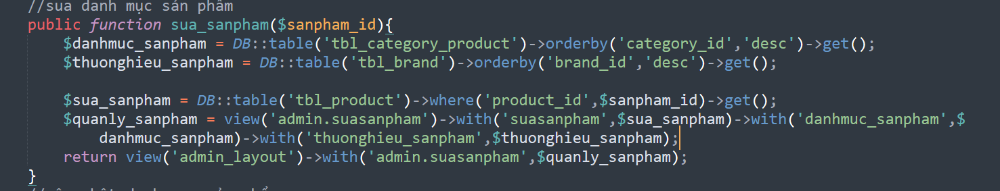 //sua danh mục sản phẩm
public function sua_sanpham($sanpham_id){
$danhmuc_sanpham = DB::table('tbl_category_product')->orderby('category_id','desc')->get();
$thuonghieu_sanpham = DB::table('tbl_brand')->orderby('brand_id','desc')->get();
$sua_sanpham = DB::table('tbl_product')->where('product_id',$sanpham_id)->get();
$quanly_sanpham = view('admin.suasanpham')->with('suasanpham',$sua_sanpham)->with('danhmuc_sanpham',$
danhmuc_sanpham)->with('thuonghieu_sanpham',$thuonghieu_sanpham);
return view('admin_layout')->with('admin.suasanpham',$quanly_sanpham);
}